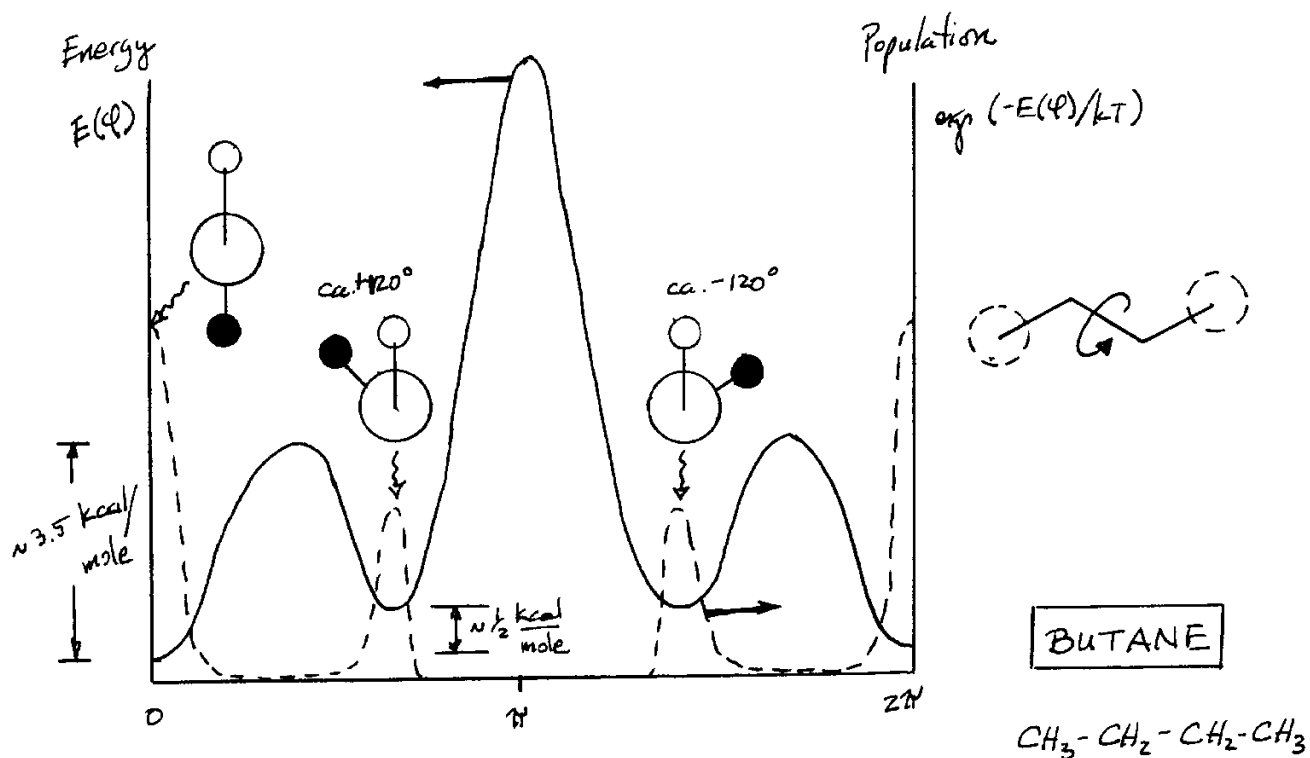 Energy
E(φ)
Population
exp (-E(φ)/kT)
ca. +120°
ca. -120°
~3.5 kcal/
mole
~ 1/2 kcal/mole
0
π
2π
BUTANE
CH₃-CH₂-CH₂-CH₃